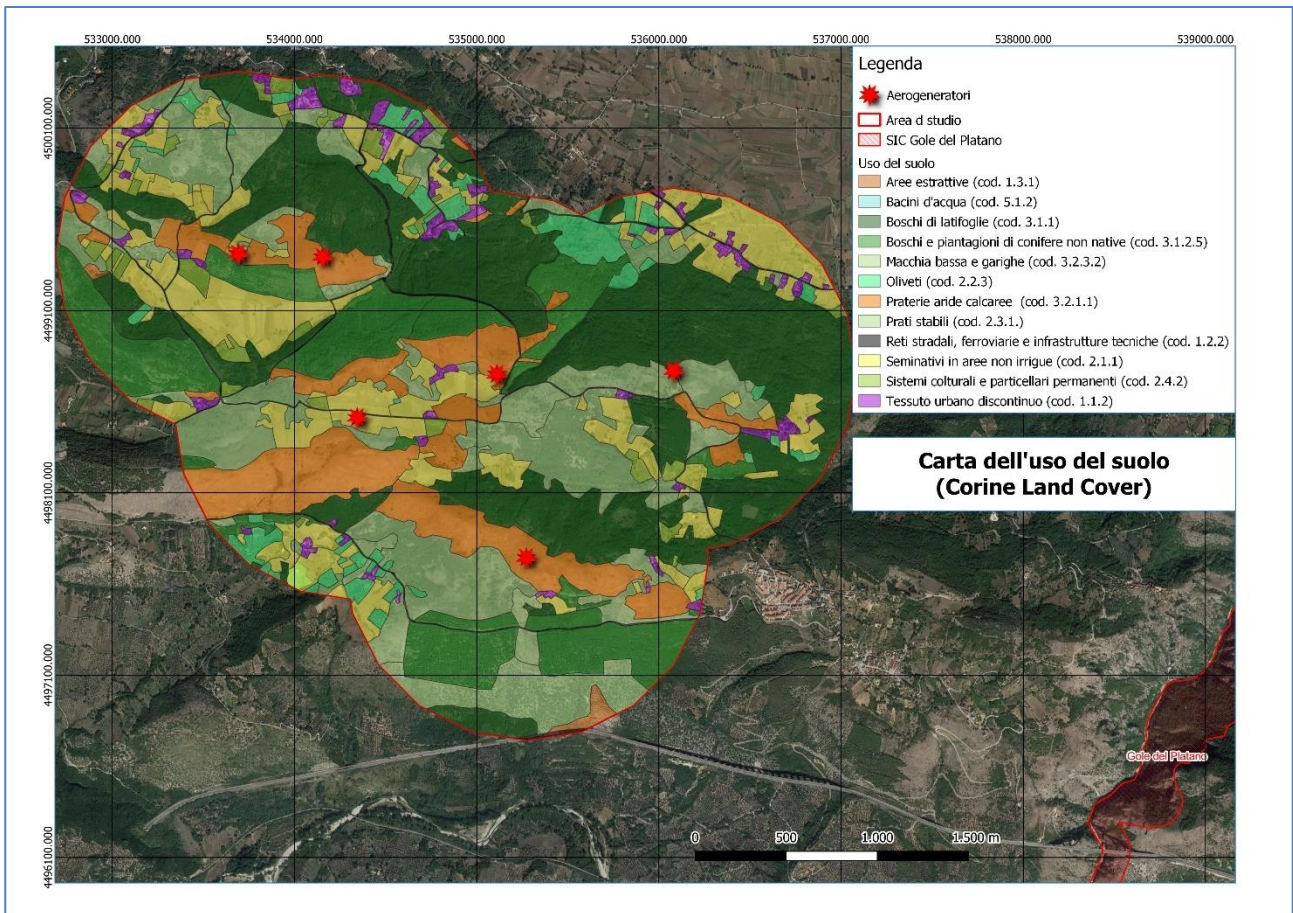 533000.000 534000.000 535000.000 536000.000 537000.000 538000.000 539000.000
4500100.000
4499100.000
4498100.000
4497100.000
4496100.000
Legenda
Aerogeneratori
Area d studio
SIC Gole del Platano
Uso del suolo
Aree estrattive (cod. 1.3.1)
Bacini d'acqua (cod. 5.1.2)
Boschi di latifoglie (cod. 3.1.1)
Boschi e piantagioni di conifere non native (cod. 3.1.2.5)
Macchia bassa e garighe (cod. 3.2.3.2)
Oliveti (cod. 2.2.3)
Praterie aride calcaree (cod. 3.2.1.1)
Prati stabili (cod. 2.3.1.)
Reti stradali, ferroviarie e infrastrutture tecniche (cod. 1.2.2)
Seminativi in aree non irrigue (cod. 2.1.1)
Sistemi colturali e particellari permanenti (cod. 2.4.2)
Tessuto urbano discontinuo (cod. 1.1.2)
Carta dell'uso del suolo
(Corine Land Cover)
Gole del Platano
0 500 1.000 1.500 m